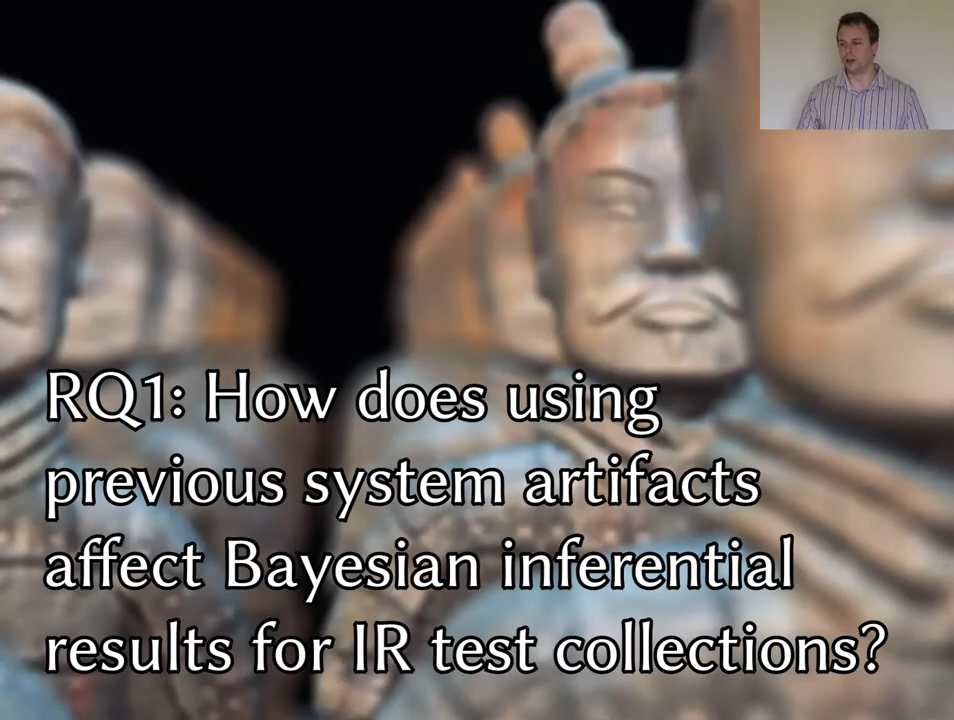 RQ1: How does using
previous system artifacts
affect Bayesian inferential
results for IR test collections?